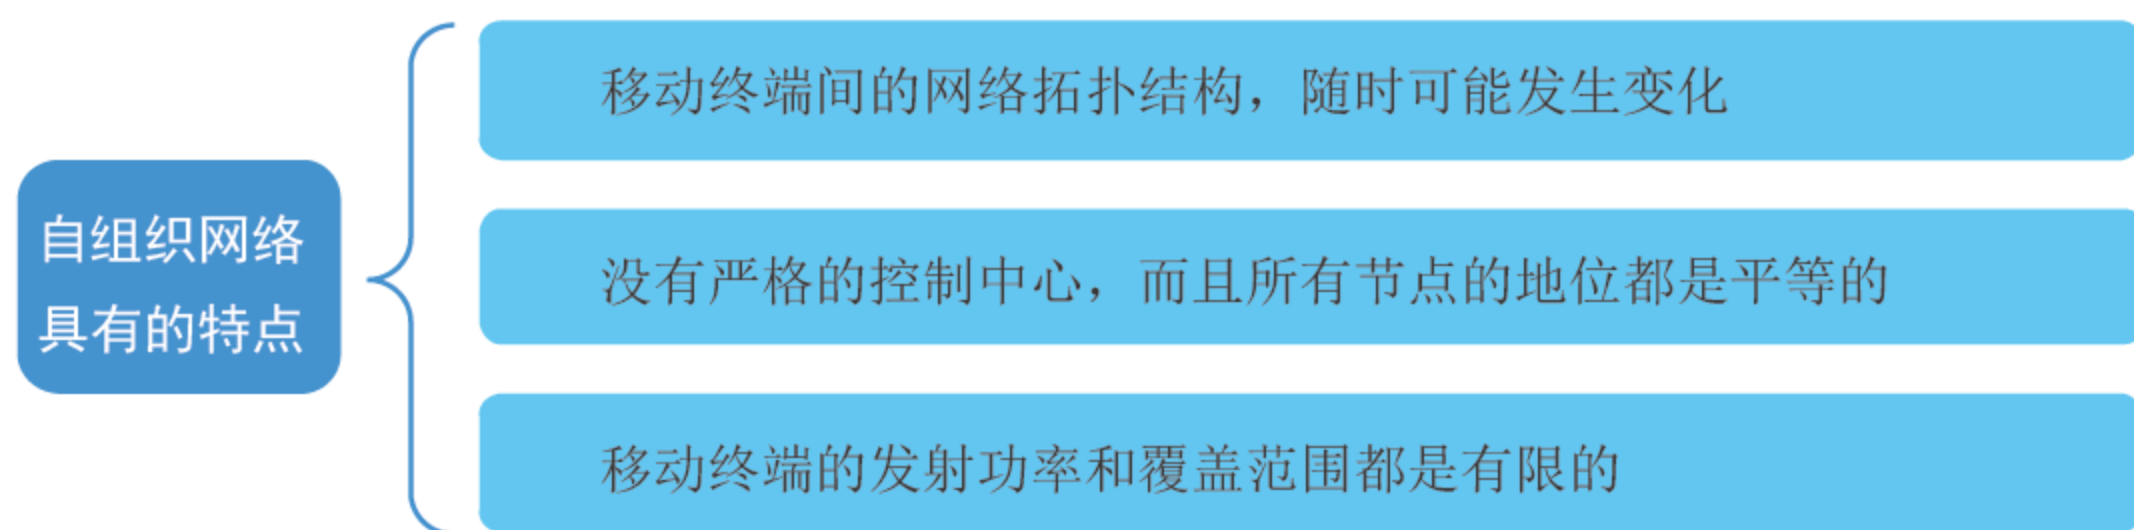 自组织网络
具有的特点
移动终端间的网络拓扑结构，随时可能发生变化
没有严格的控制中心，而且所有节点的地位都是平等的
移动终端的发射功率和覆盖范围都是有限的